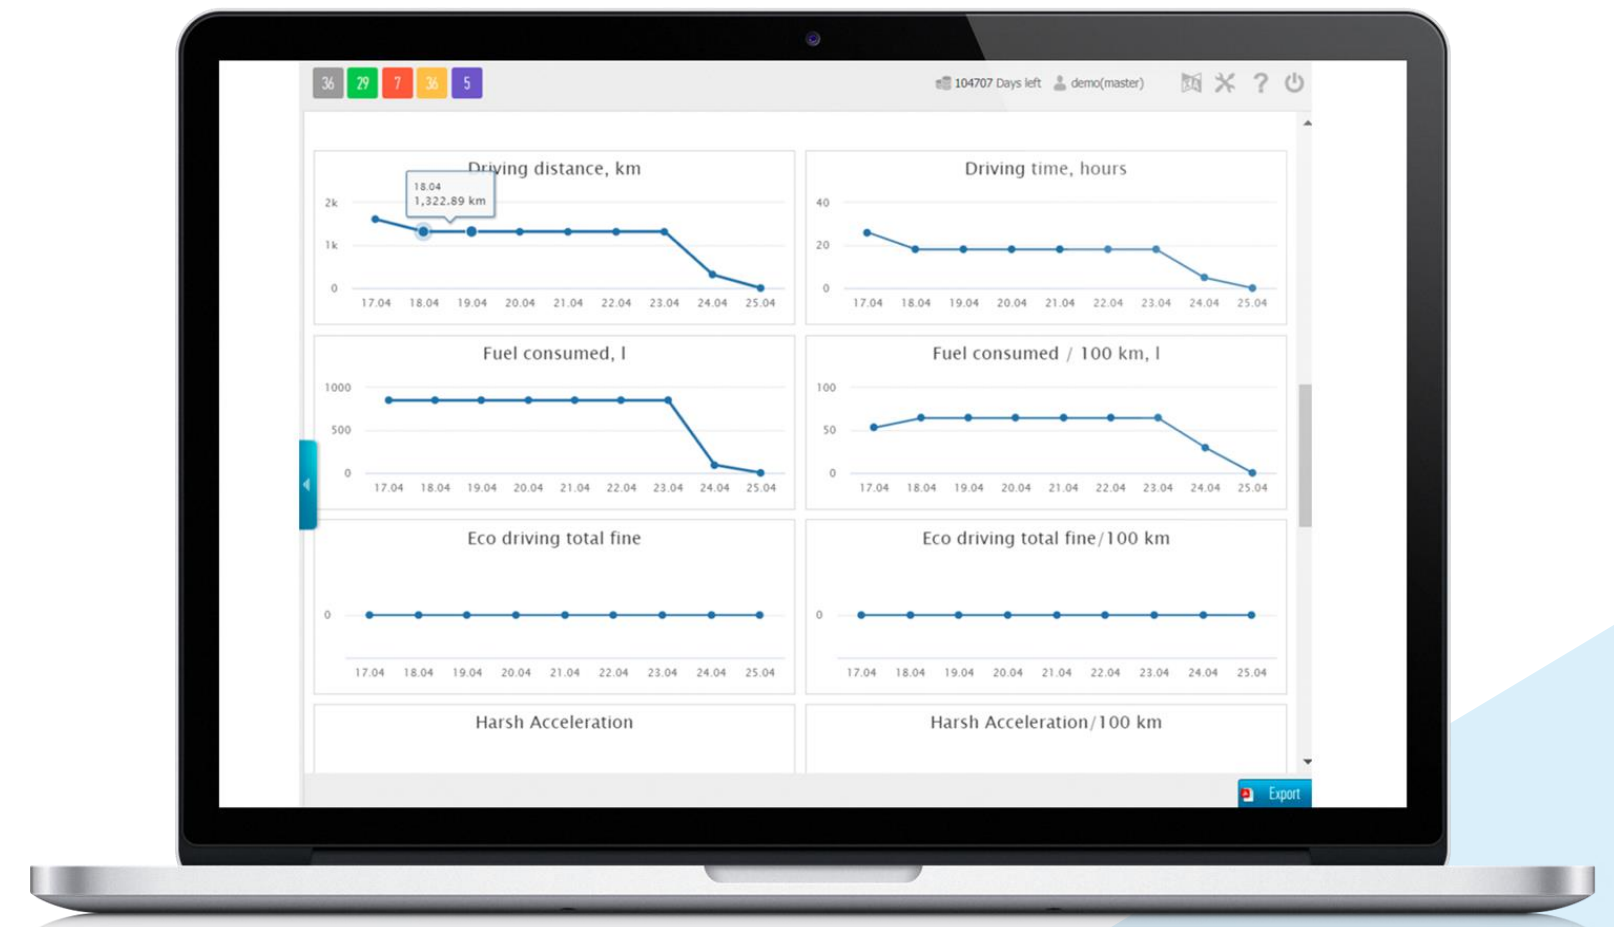 36 29 7 36 5 104707 Days left demo(master)
Driving distance, km
18.04
1,322.89 km
2k
1k
0
17.04 18.04 19.04 20.04 21.04 22.04 23.04 24.04 25.04
Driving time, hours
40
20
0
17.04 18.04 19.04 20.04 21.04 22.04 23.04 24.04 25.04
Fuel consumed, l
1000
500
0
17.04 18.04 19.04 20.04 21.04 22.04 23.04 24.04 25.04
Fuel consumed / 100 km, l
100
50
0
17.04 18.04 19.04 20.04 21.04 22.04 23.04 24.04 25.04
Eco driving total fine
0
17.04 18.04 19.04 20.04 21.04 22.04 23.04 24.04 25.04
Eco driving total fine/100 km
0
17.04 18.04 19.04 20.04 21.04 22.04 23.04 24.04 25.04
Harsh Acceleration
Harsh Acceleration/100 km
Export